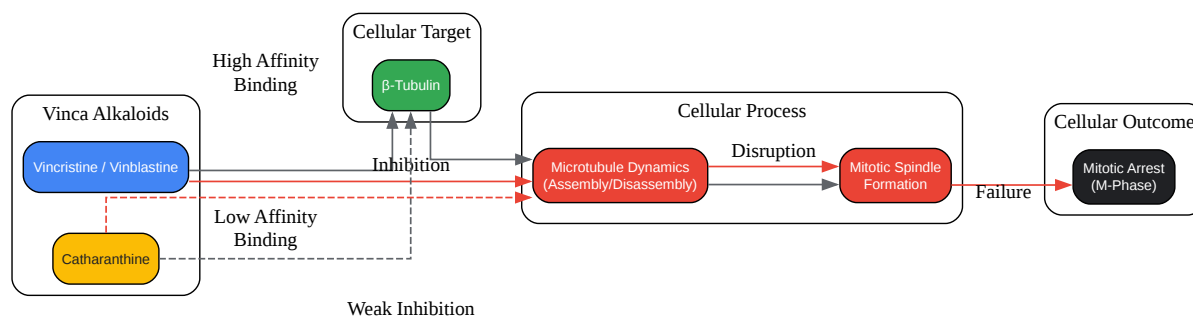 Cellular Target
β-Tubulin
High Affinity
Binding
Vinca Alkaloids
Vincristine / Vinblastine
Catharanthine
Inhibition
Low Affinity
Binding
Weak Inhibition
Cellular Process
Microtubule Dynamics
(Assembly/Disassembly)
Disruption
Mitotic Spindle
Formation
Failure
Cellular Outcome
Mitotic Arrest
(M-Phase)